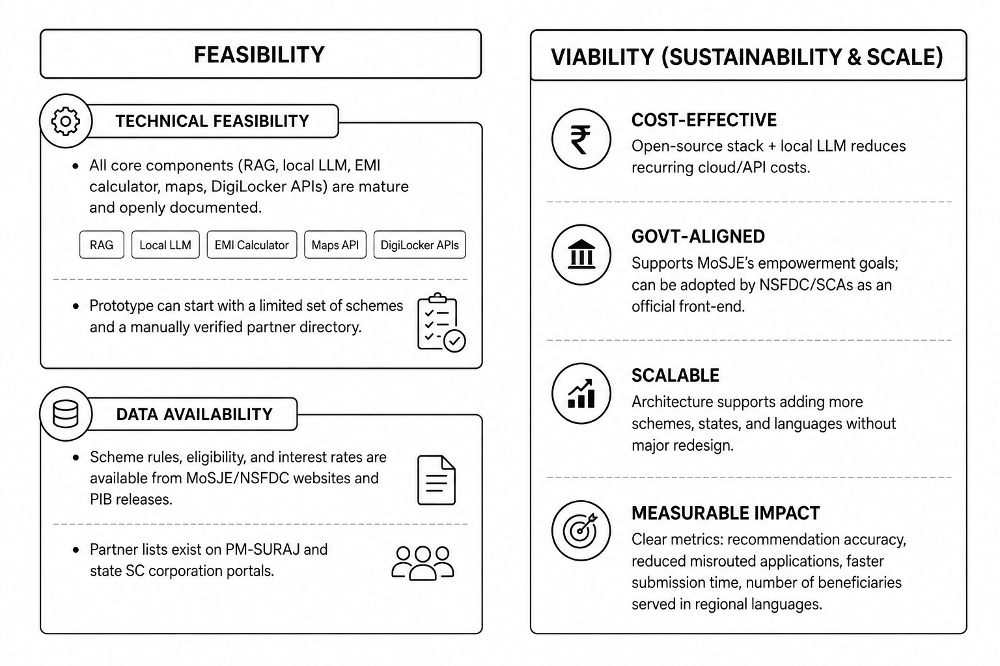 FEASIBILITY
TECHNICAL FEASIBILITY
• All core components (RAG, local LLM, EMI
calculator, maps, DigiLocker APIs) are mature
and openly documented.
RAG
Local LLM
EMI Calculator
Maps API
DigiLocker APIs
• Prototype can start with a limited set of schemes
and a manually verified partner directory.
DATA AVAILABILITY
• Scheme rules, eligibility, and interest rates are
available from MoSJE/NSFDC websites and
PIB releases.
• Partner lists exist on PM-SURAJ and
state SC corporation portals.
VIABILITY (SUSTAINABILITY & SCALE)
₹
COST-EFFECTIVE
Open-source stack + local LLM reduces
recurring cloud/API costs.
GOVT-ALIGNED
Supports MoSJE’s empowerment goals;
can be adopted by NSFDC/SCAs as an
official front-end.
SCALABLE
Architecture supports adding more
schemes, states, and languages without
major redesign.
MEASURABLE IMPACT
Clear metrics: recommendation accuracy,
reduced misrouted applications, faster
submission time, number of beneficiaries
served in regional languages.